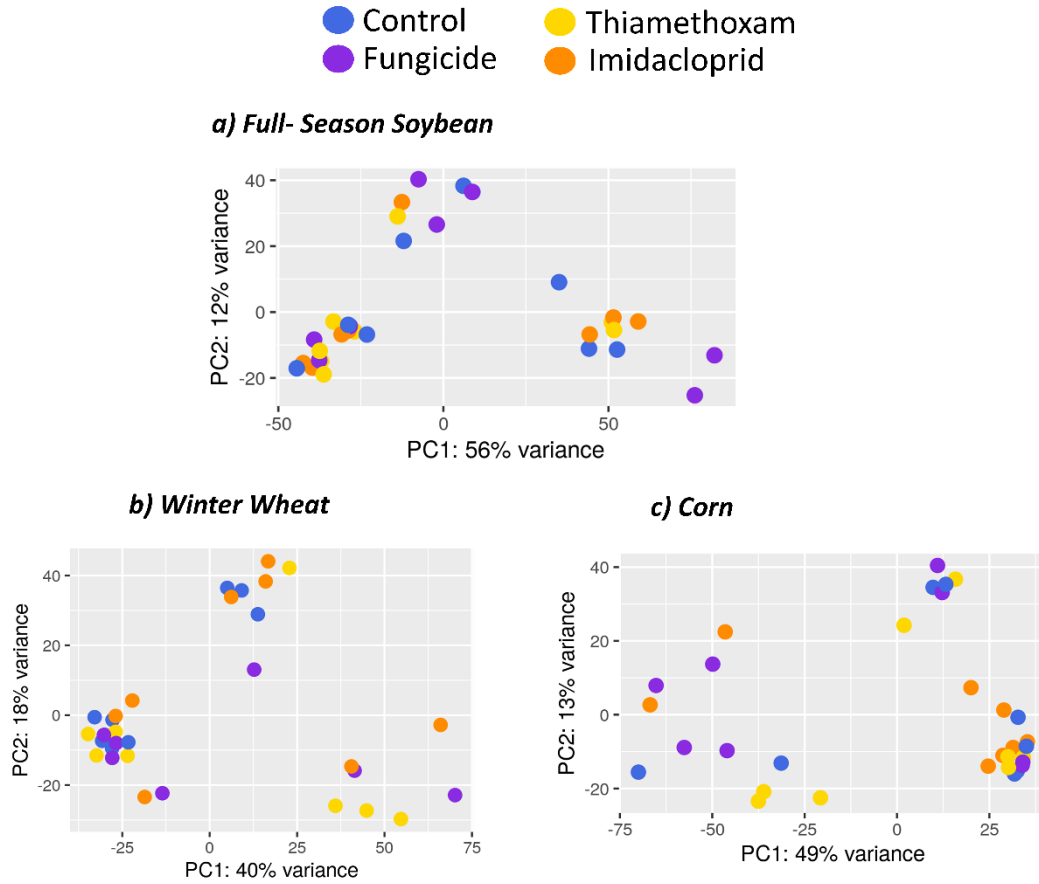 Control
Thiamethoxam
Fungicide
Imidacloprid
a) Full- Season Soybean
PC2: 12% variance
40
20
0
-20
-50
0
50
PC1: 56% variance
b) Winter Wheat
PC2: 18% variance
40
20
0
-20
-25
0
25
50
75
PC1: 40% variance
c) Corn
PC2: 13% variance
40
20
0
-20
-75
-50
-25
0
25
PC1: 49% variance